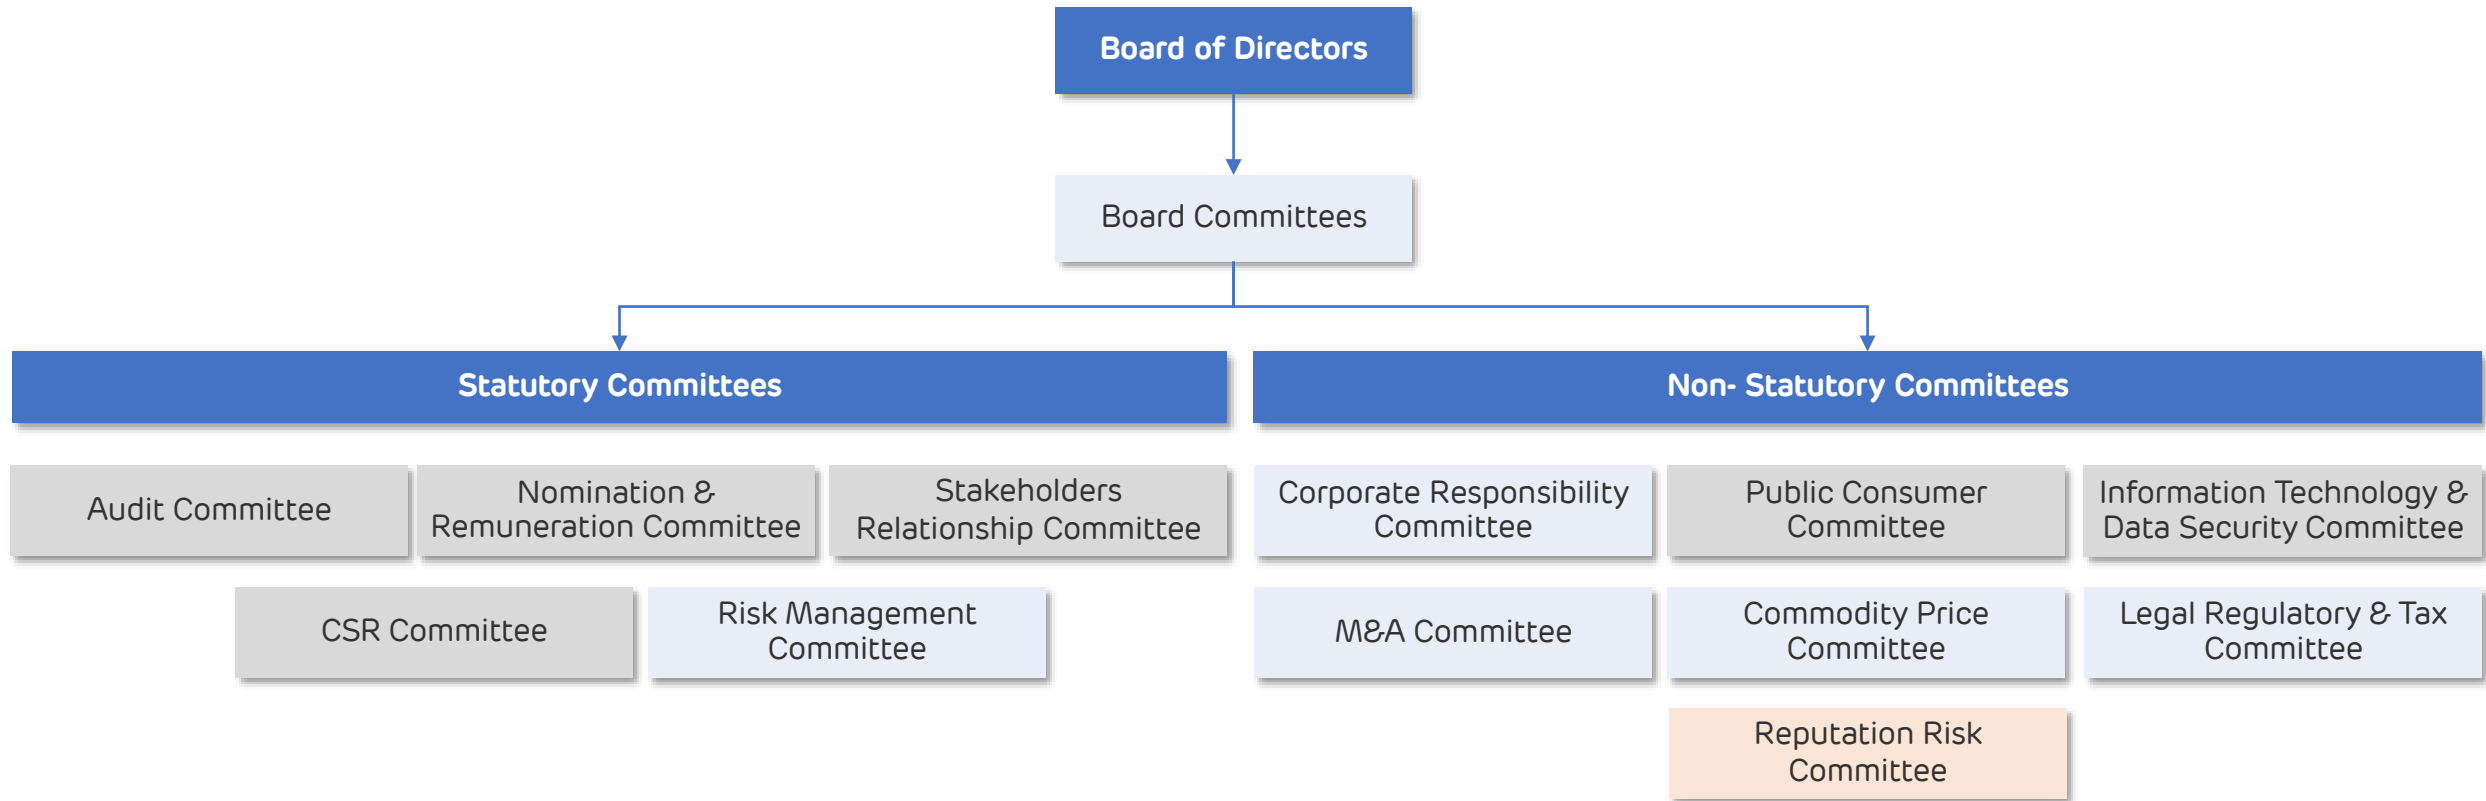 Board of Directors
Board Committees
Statutory Committees
Non- Statutory Committees
Audit Committee
Nomination &
Remuneration Committee
Stakeholders
Relationship Committee
Corporate Responsibility
Committee
Public Consumer
Committee
Information Technology &
Data Security Committee
CSR Committee
Risk Management
Committee
M&A Committee
Commodity Price
Committee
Legal Regulatory & Tax
Committee
Reputation Risk
Committee